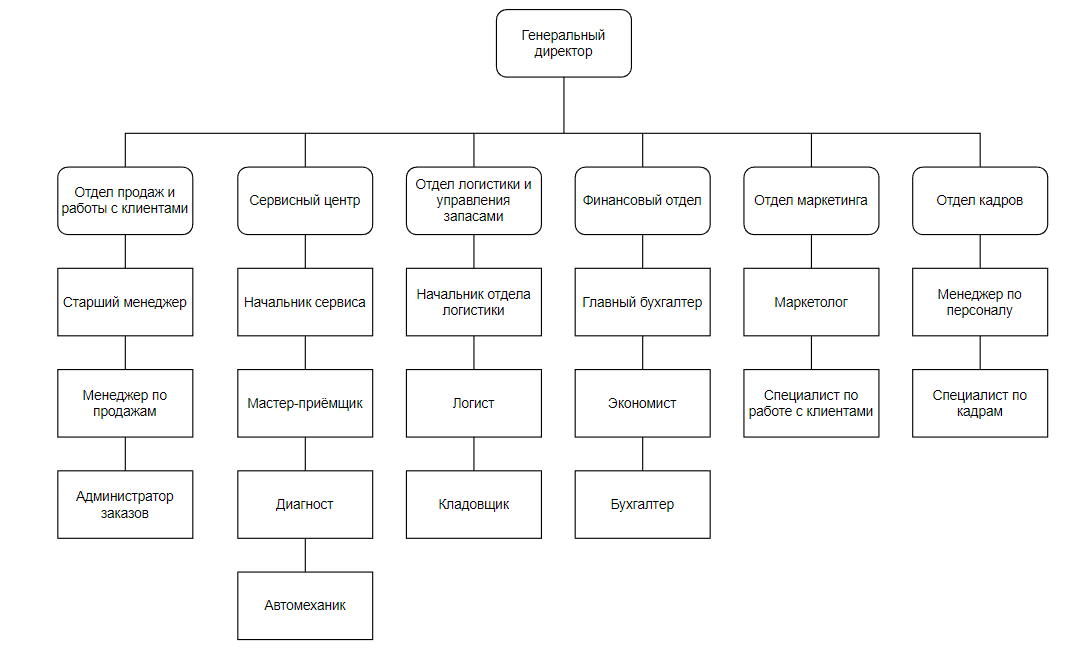 Генеральный
директор
Отдел продаж и
работы с клиентами
Сервисный центр
Отдел логистики и
управления
запасами
Финансовый отдел
Отдел маркетинга
Отдел кадров
Старший менеджер
Начальник сервиса
Начальник отдела
логистики
Главный бухгалтер
Маркетолог
Менеджер по
персоналу
Менеджер по
продажам
Мастер-приёмщик
Логист
Экономист
Специалист по
работе с клиентами
Специалист по
кадрам
Администратор
заказов
Диагност
Кладовщик
Бухгалтер
Автомеханик